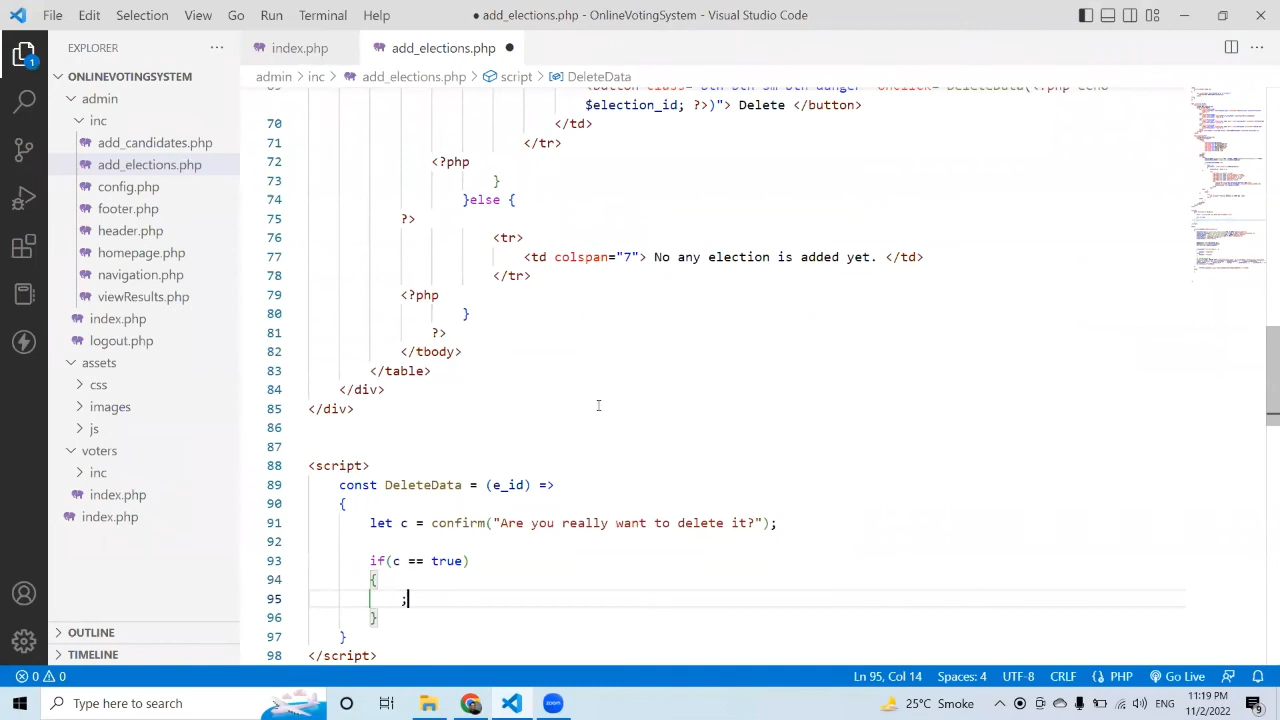 File Edit Selection View Go Run Terminal Help
● add_elections.php - OnlineVotingSystem - Visual Studio Code
EXPLORER
index.php
add_elections.php
ONLINEVOTINGSYSTEM
admin > inc > add_elections.php > script > DeleteData
1
admin
inc
add_candidates.php
add_elections.php
config.php
footer.php
header.php
homepage.php
navigation.php
viewResults.php
index.php
logout.php
assets
css
images
js
voters
inc
index.php
index.php
OUTLINE
TIMELINE
$election_id; ?>)"> Delete </button>
70 </td>
71 </tr>
72 <?php
73 }
74 }else {
75 ?>
76 <tr>
77 <td colspan="7"> No any election is added yet. </td>
78 </tr>
79 <?php
80 }
81 ?>
82 </tbody>
83 </table>
84 </div>
85 </div>
86
87
88 <script>
89 const DeleteData = (e_id) =>
90 {
91 let c = confirm("Are you really want to delete it?");
92
93 if(c == true)
94 {
95 ;
96 }
97 }
98 </script>
0 0 Ln 95, Col 14 Spaces: 4 UTF-8 CRLF PHP Go Live
Type here to search
zoom
25°C Smoke
11:19 PM
11/2/2022
9